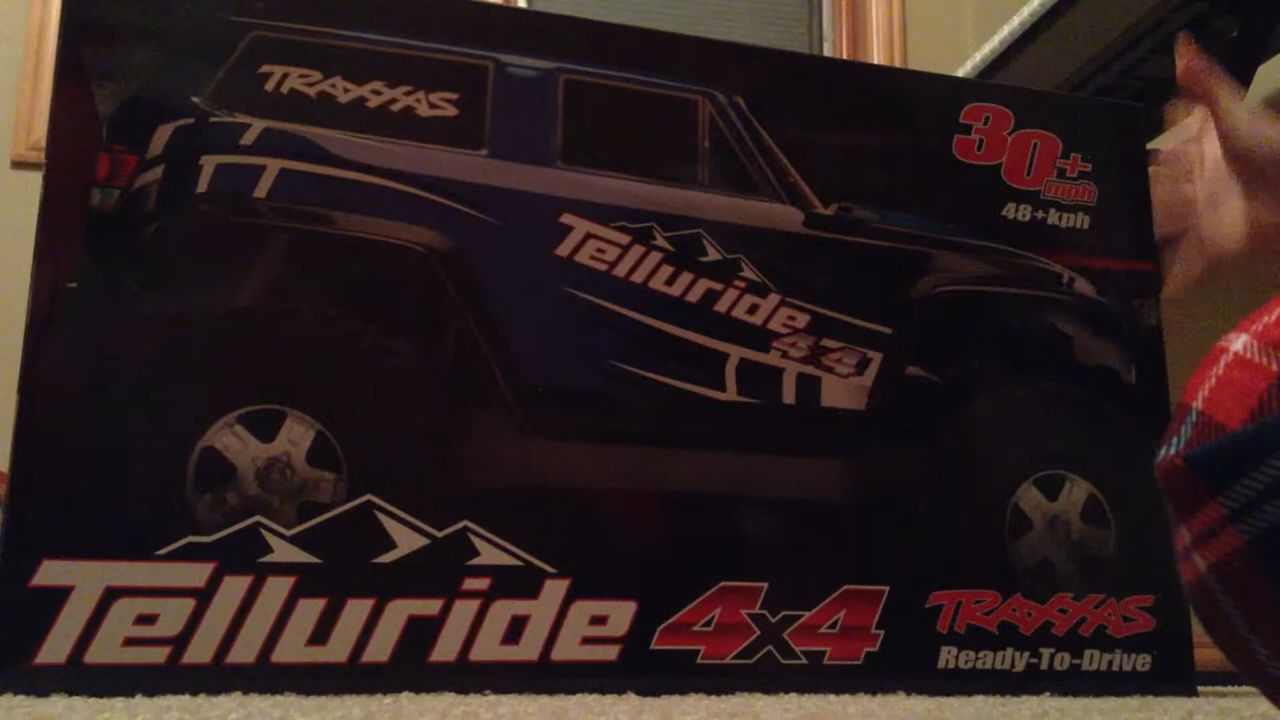 TRAXXAS
30+
mph
48+kph
Telluride
4x4
Telluride 4x4
TRAXXAS
Ready-To-Drive